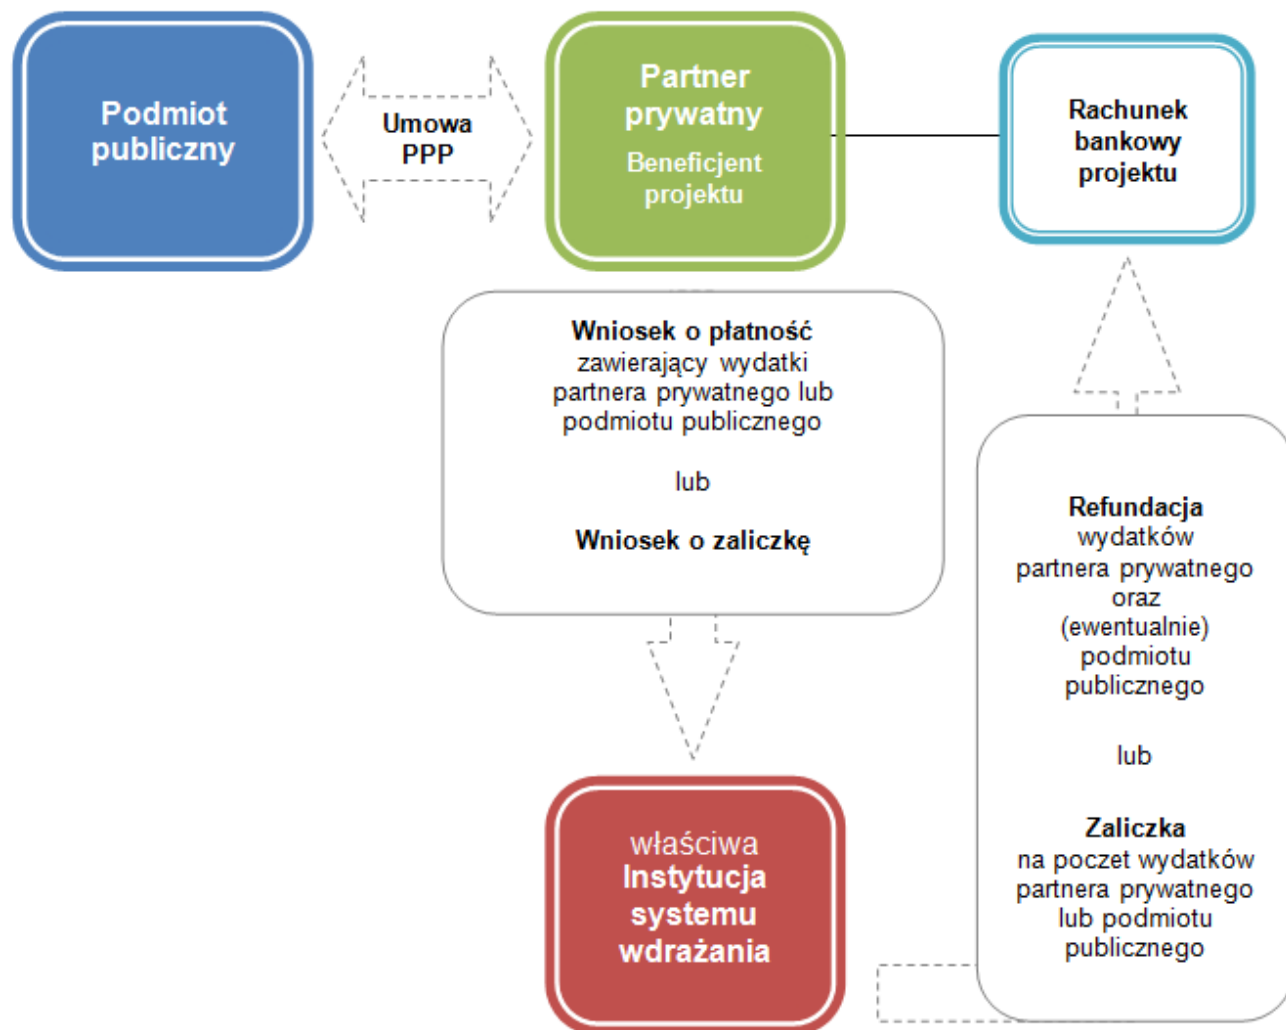 Podmiot
publiczny
Umowa
PPP
Partner
prywatny
Beneficjent
projektu
Rachunek
bankowy
projektu
Wniosek o płatność
zawierający wydatki
partnera prywatnego lub
podmiotu publicznego
lub
Wniosek o zaliczkę
Refundacja
wydatków
partnera prywatnego
oraz
(ewentualnie)
podmiotu
publicznego
lub
Zaliczka
na poczet wydatków
partnera prywatnego
lub podmiotu
publicznego
właściwa
Instytucja
systemu
wdrażania